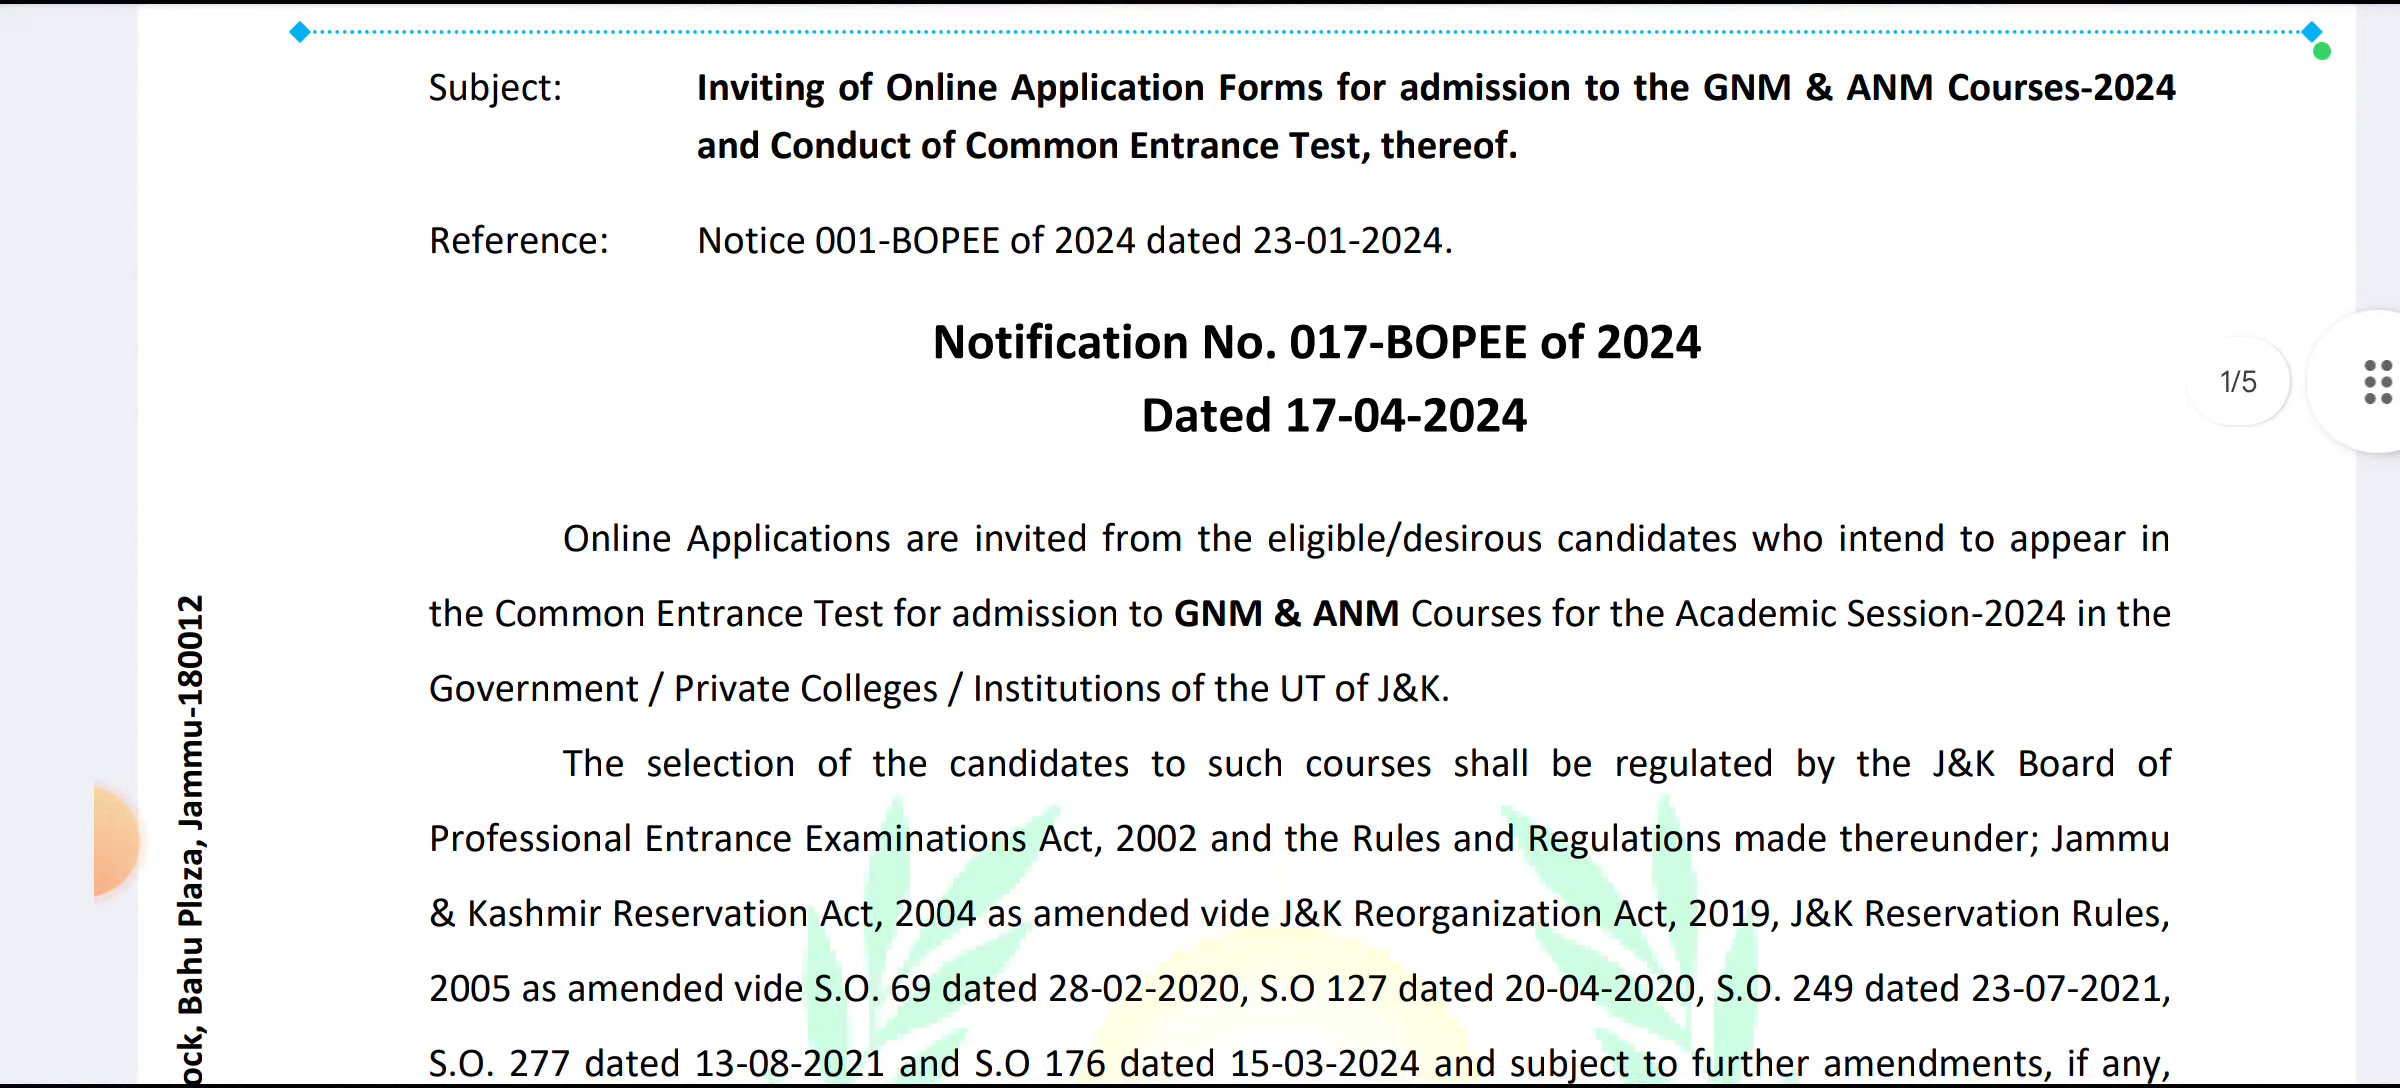 Subject: Inviting of Online Application Forms for admission to the GNM & ANM Courses-2024
and Conduct of Common Entrance Test, thereof.
Reference: Notice 001-BOPEE of 2024 dated 23-01-2024.
Notification No. 017-BOPEE of 2024
Dated 17-04-2024
1/5
Online Applications are invited from the eligible/desirous candidates who intend to appear in
the Common Entrance Test for admission to GNM & ANM Courses for the Academic Session-2024 in the
Government / Private Colleges / Institutions of the UT of J&K.
The selection of the candidates to such courses shall be regulated by the J&K Board of
Professional Entrance Examinations Act, 2002 and the Rules and Regulations made thereunder; Jammu
& Kashmir Reservation Act, 2004 as amended vide J&K Reorganization Act, 2019, J&K Reservation Rules,
2005 as amended vide S.O. 69 dated 28-02-2020, S.O 127 dated 20-04-2020, S.O. 249 dated 23-07-2021,
S.O. 277 dated 13-08-2021 and S.O 176 dated 15-03-2024 and subject to further amendments, if any,
ock, Bahu Plaza, Jammu-180012